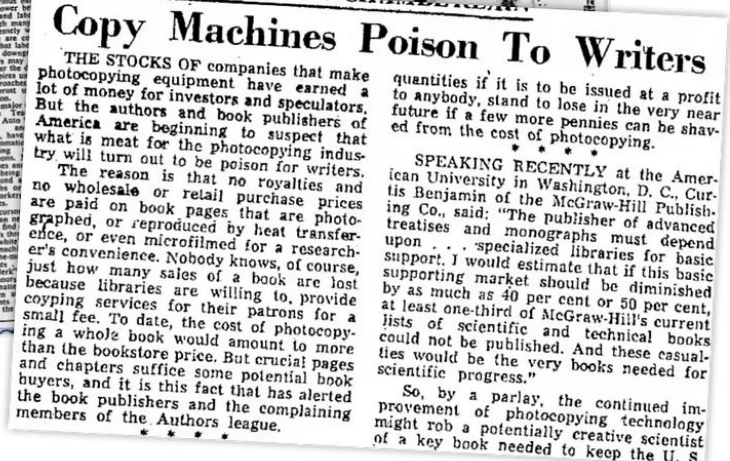 Copy Machines Poison To Writers
THE STOCKS OF companies that make
photocopying equipment have earned a
lot of money for investors and speculators,
But the authors and book publishers of
America are beginning to suspect that
what is meat for the photocopying indus-
try will turn out to be poison for writers.
The reason is that no royalties and
no wholesale or retail purchase prices
are paid on book pages that are photo-
graphed, or reproduced by heat transfer-
ence, or even microfilmed for a research-
er's convenience. Nobody knows, of course,
just how many sales of a book are lost
because libraries are willing to, provide
coyping services for their patrons for a
small fee. To date, the cost of photocopy-
ing a whole book would amount to more
than the bookstore price. But crucial pages
and chapters suffice some potential book
buyers, and it is this fact that has alerted
the book publishers and the complaining
members of the Authors league.
* * * *
quantities if it is to be issued at a profit
to anybody, stand to lose in the very near
future if a few more pennies can be shav-
ed from the cost of photocopying.
* * * *
SPEAKING RECENTLY at the Amer-
ican University in Washington, D. C., Cur-
tis Benjamin of the McGraw-Hill Publish-
ing Co., said: "The publisher of advanced
treatises and monographs must depend
upon . . . specialized libraries for basic
support. I would estimate that if this basic
supporting market should be diminished
by as much as 40 per cent or 50 per cent,
at least one-third of McGraw-Hill's current
lists of scientific and technical books
could not be published. And these casual-
ties would be the very books needed for
scientific progress."
So, by a parlay, the continued im-
provement of photocopying technology
might rob a potentially creative scientist
of a key book needed to keep the U. S.